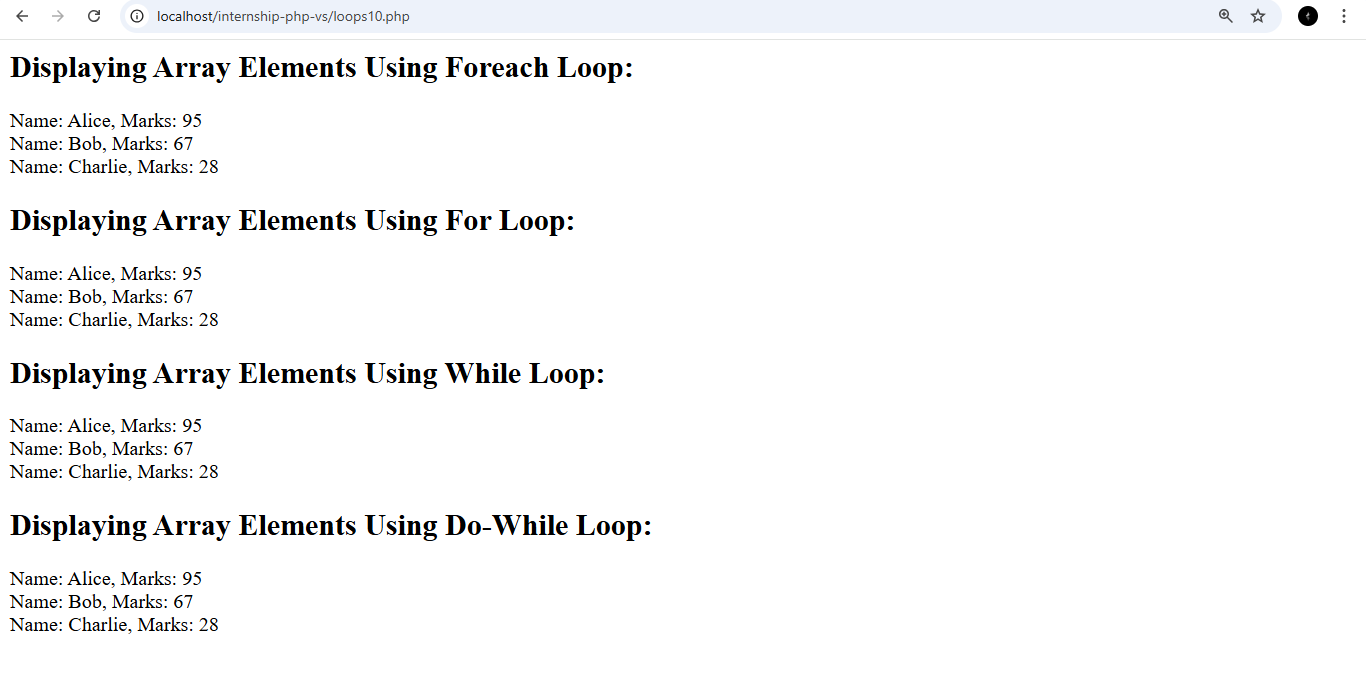 localhost/internship-php-vs/loops10.php
Displaying Array Elements Using Foreach Loop:
Name: Alice, Marks: 95
Name: Bob, Marks: 67
Name: Charlie, Marks: 28
Displaying Array Elements Using For Loop:
Name: Alice, Marks: 95
Name: Bob, Marks: 67
Name: Charlie, Marks: 28
Displaying Array Elements Using While Loop:
Name: Alice, Marks: 95
Name: Bob, Marks: 67
Name: Charlie, Marks: 28
Displaying Array Elements Using Do-While Loop:
Name: Alice, Marks: 95
Name: Bob, Marks: 67
Name: Charlie, Marks: 28